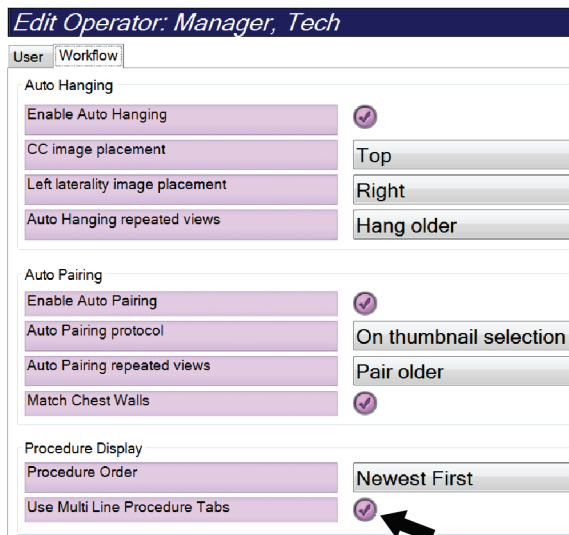 Edit Operator: Manager, Tech
User Workflow
Auto Hanging
Enable Auto Hanging
CC image placement Top
Left laterality image placement Right
Auto Hanging repeated views Hang older
Auto Pairing
Enable Auto Pairing
Auto Pairing protocol On thumbnail selection
Auto Pairing repeated views Pair older
Match Chest Walls
Procedure Display
Procedure Order Newest First
Use Multi Line Procedure Tabs